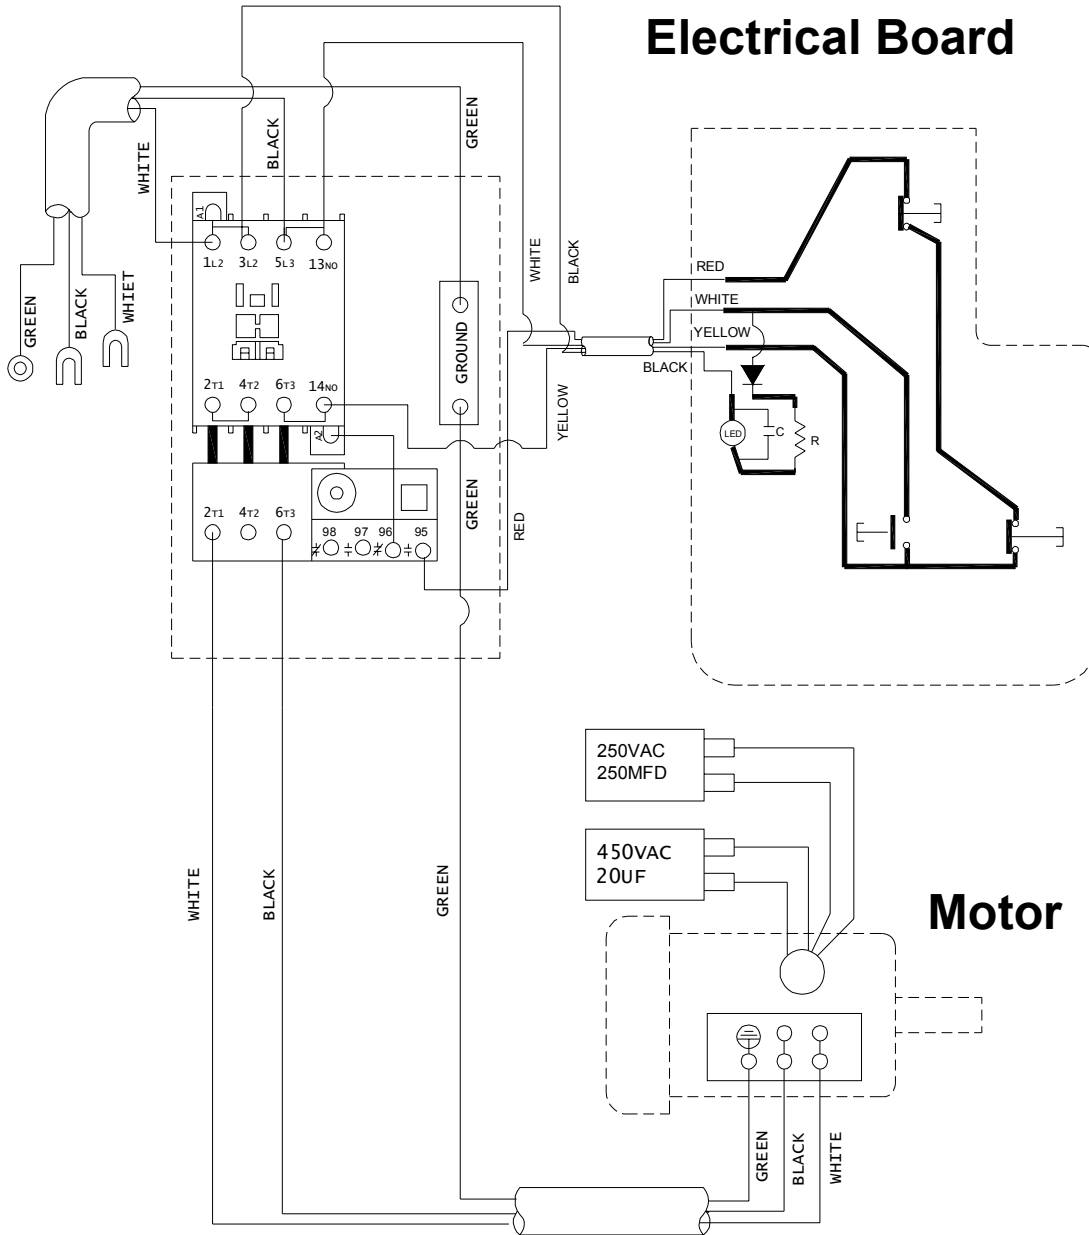 Electrical Board
GREEN
BLACK
WHITE
A1
1L2
3L2
5L3
13NO
WHITE
BLACK
RED
WHITE
YELLOW
BLACK
GREEN
BLACK
WHIET
GROUND
2T1
4T2
6T3
14NO
A2
YELLOW
LED
C
R
2T1
4T2
6T3
98
97
96
95
GREEN
RED
250VAC
250MFD
450VAC
20UF
WHITE
BLACK
GREEN
Motor
GREEN
BLACK
WHITE